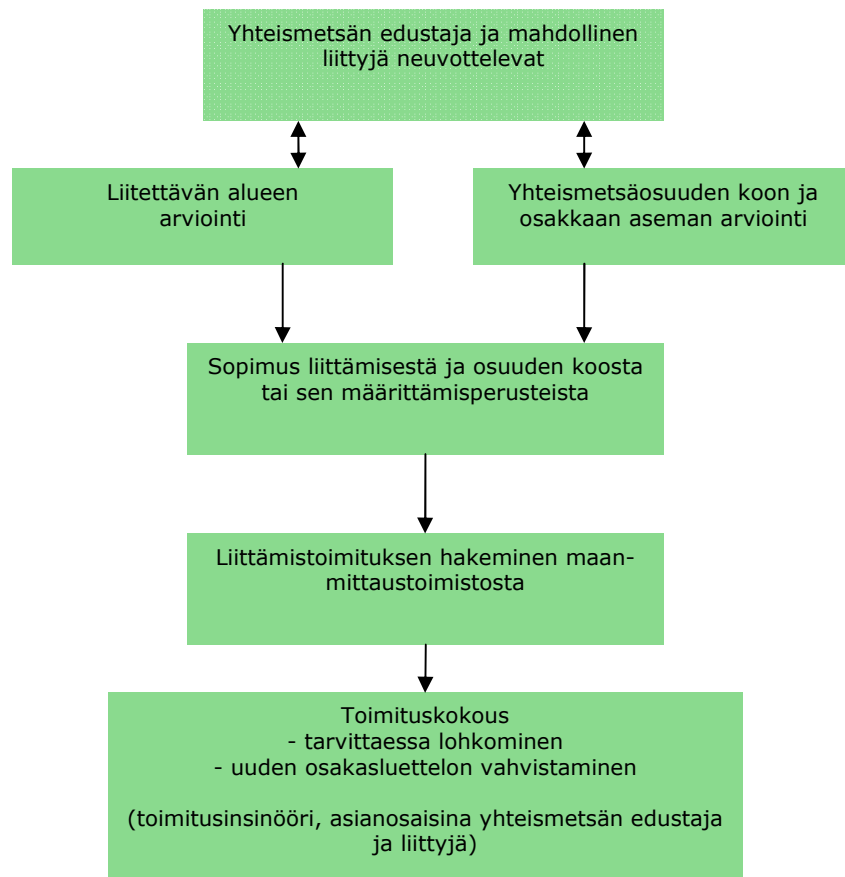 Yhteismetsän edustaja ja mahdollinen
liittyjä neuvottelevat
Liitettävän alueen
arviointi
Yhteismetsäosuuden koon ja
osakkaan aseman arviointi
Sopimus liittämisestä ja osuuden koosta
tai sen määrittämisperusteista
Liittämistoimituksen hakeminen maan-
mittaustoimistosta
Toimituskokous
- tarvittaessa lohkominen
- uuden osakasluettelon vahvistaminen
(toimitusinsinööri, asianosaisina yhteismetsän edustaja
ja liittyjä)